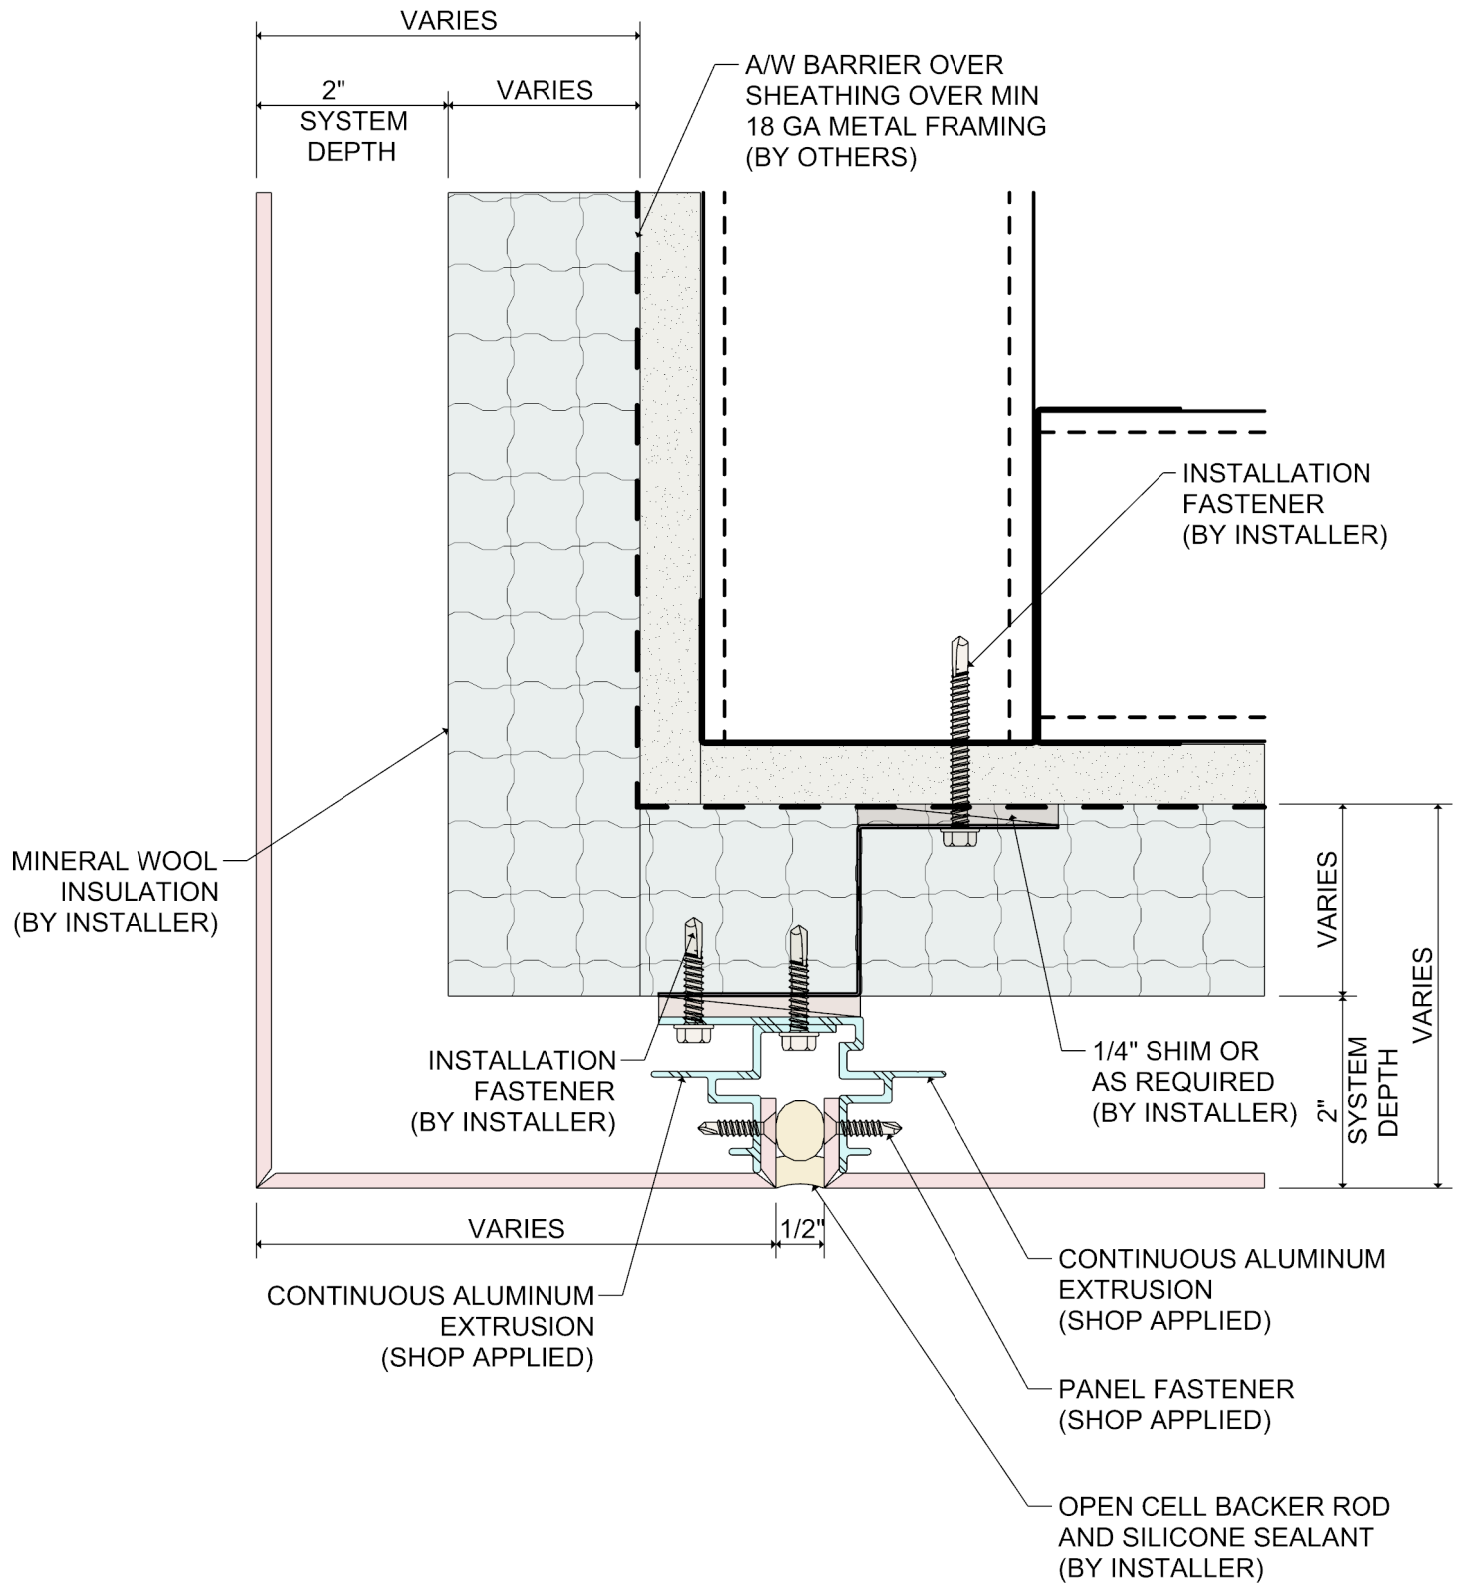 VARIES
2"
SYSTEM
DEPTH
VARIES
A/W BARRIER OVER
SHEATHING OVER MIN
18 GA METAL FRAMING
(BY OTHERS)
INSTALLATION
FASTENER
(BY INSTALLER)
MINERAL WOOL
INSULATION
(BY INSTALLER)
VARIES
VARIES
INSTALLATION
FASTENER
(BY INSTALLER)
1/4" SHIM OR
AS REQUIRED
(BY INSTALLER)
2"
SYSTEM
DEPTH
VARIES
1/2"
CONTINUOUS ALUMINUM
EXTRUSION
(SHOP APPLIED)
CONTINUOUS ALUMINUM
EXTRUSION
(SHOP APPLIED)
PANEL FASTENER
(SHOP APPLIED)
OPEN CELL BACKER ROD
AND SILICONE SEALANT
(BY INSTALLER)